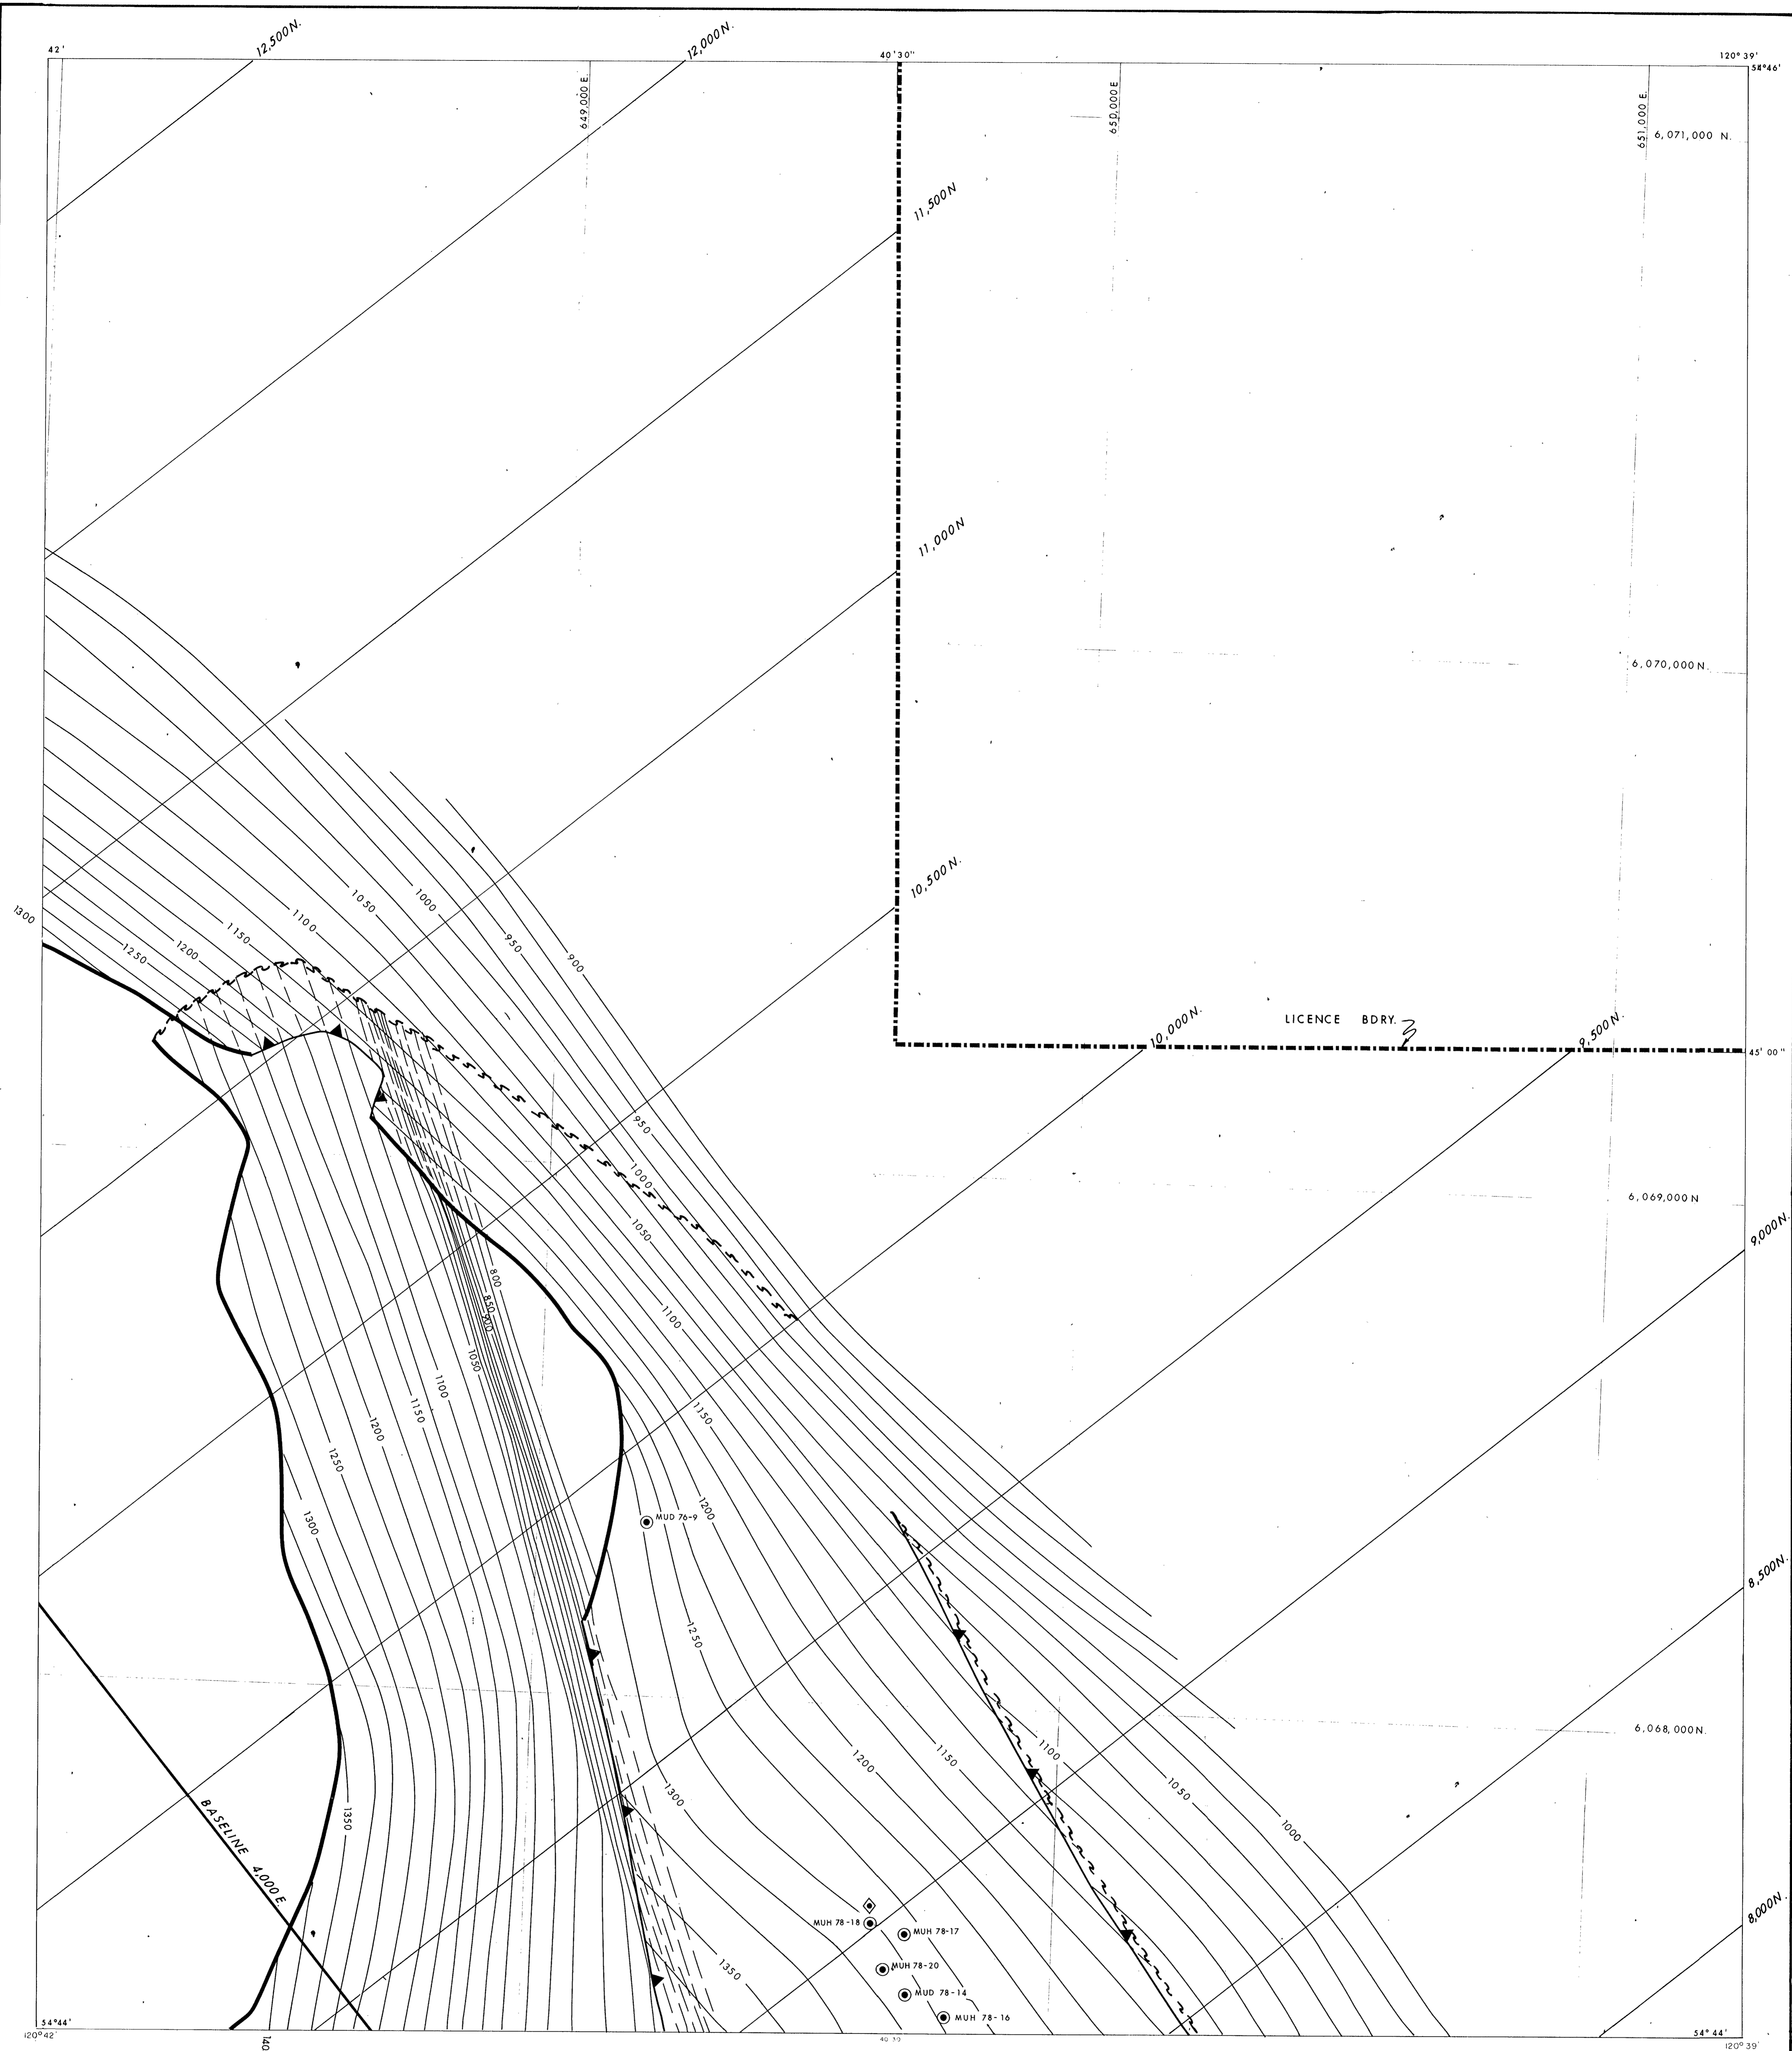 12,500N.
12,000N.
42'
40'30"
120° 39'
54°46'
649,000 E.
650,000 E
651,000 E.
6,071,000 N.
11,500N
11,000N
6,070,000N.
10,500N.
1300
1250
1200
1150
1100
1050
1000
950
900
10,000N.
LICENCE BDRY.
9,500N.
45' 00"
950
1000
1050
6,069,000N
9,000N.
800
850
900
1050
1100
1100
1150
1150
1200
1250
1200
1300
MUD 76-9
8,500N.
1250
6,068,000N.
1100
1150
1200
1050
1300
1350
1000
BASELINE 4,000E.
8,000N.
MUH 78-18
MUH 78-17
MUH 78-20
1350
MUD 78-14
MUH 78-16
54°44'
54° 44'
120°42'
140
40'30
120° 39'